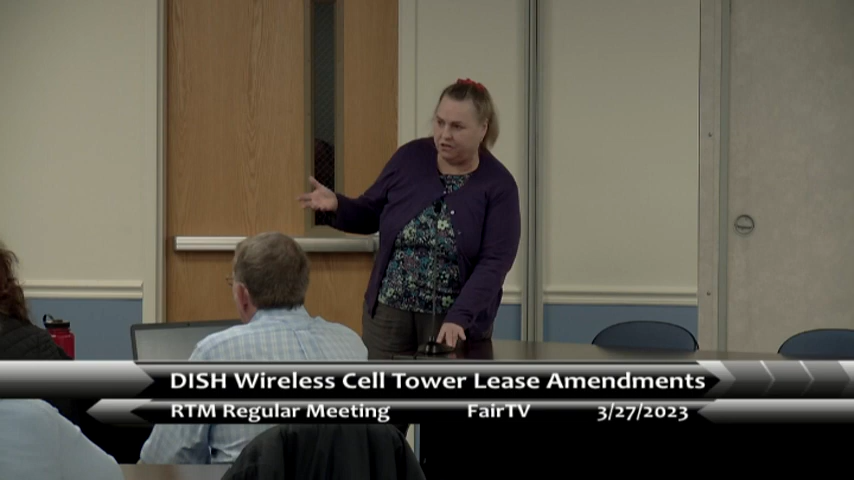 DISH Wireless Cell Tower Lease Amendments
RTM Regular Meeting FairTV 3/27/2023